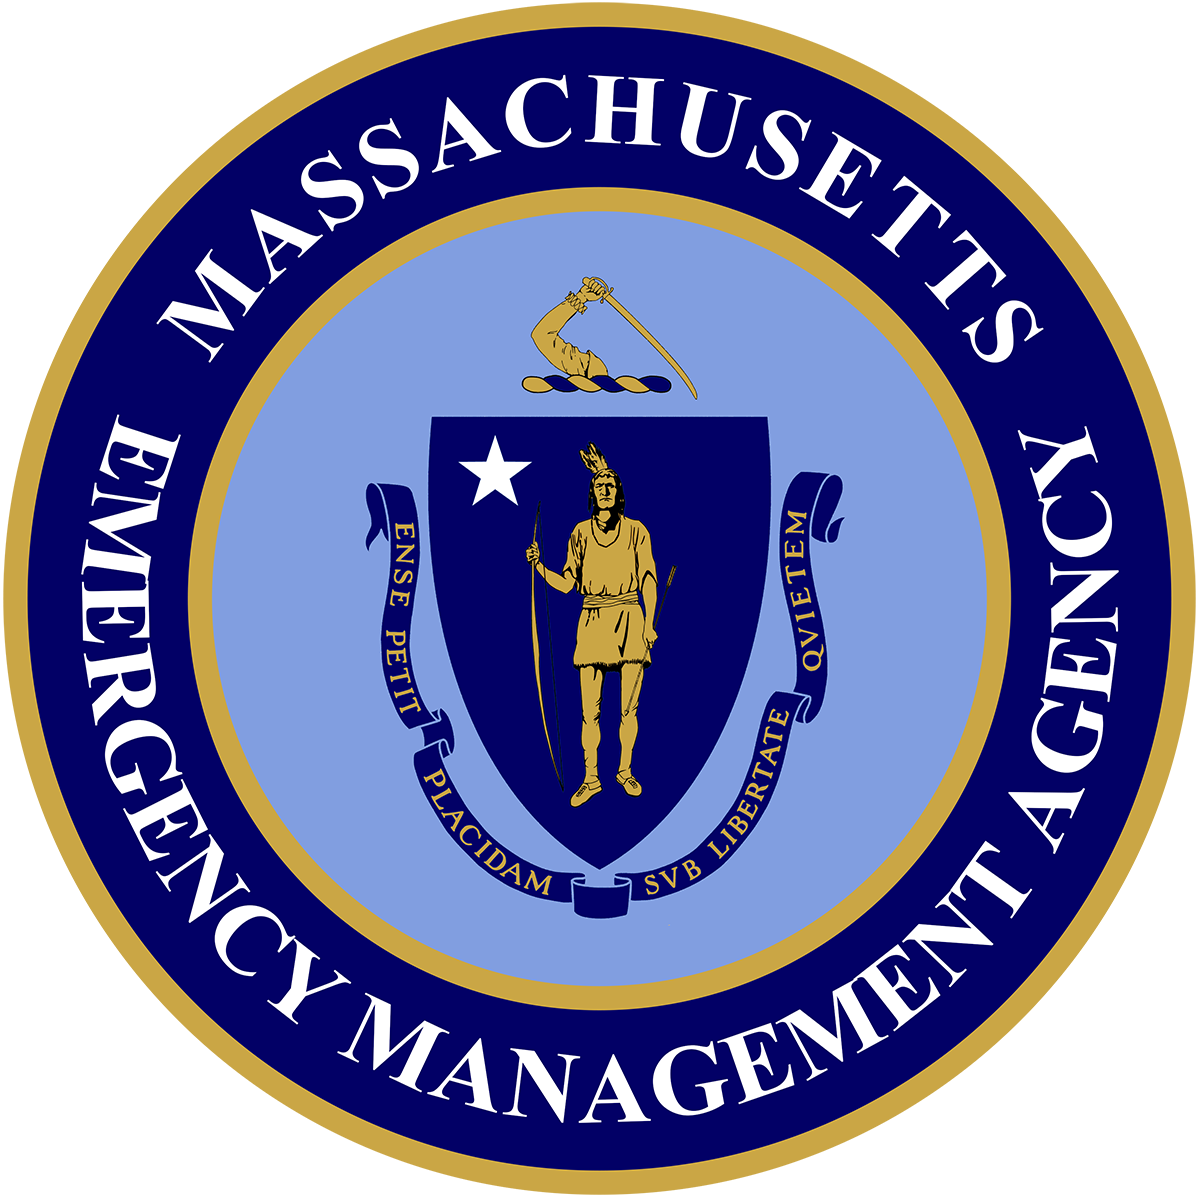 MASSACHUSETTS
EMERGENCY MANAGEMENT AGENCY
ENSE PETIT
PLACIDAM
SVB LIBERTATE
QVIETEM